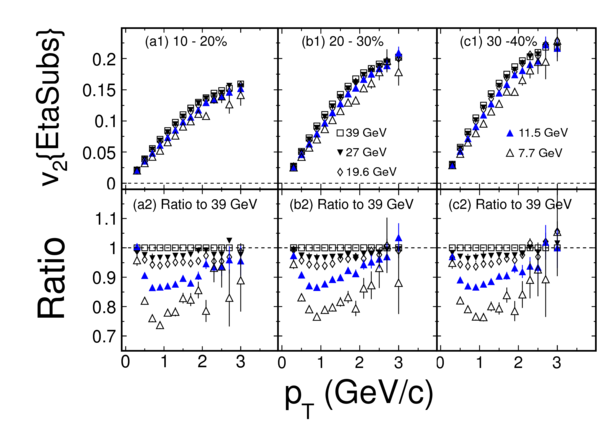 (a1) 10 - 20%
(b1) 20 - 30%
(c1) 30 -40%
v2{EtaSubs}
0.2
0.15
0.1
0.05
0
39 GeV
27 GeV
19.6 GeV
11.5 GeV
7.7 GeV
(a2) Ratio to 39 GeV
(b2) Ratio to 39 GeV
(c2) Ratio to 39 GeV
Ratio
1.1
1
0.9
0.8
0.7
0 1 2 3 0 1 2 3 0 1 2 3
pT (GeV/c)